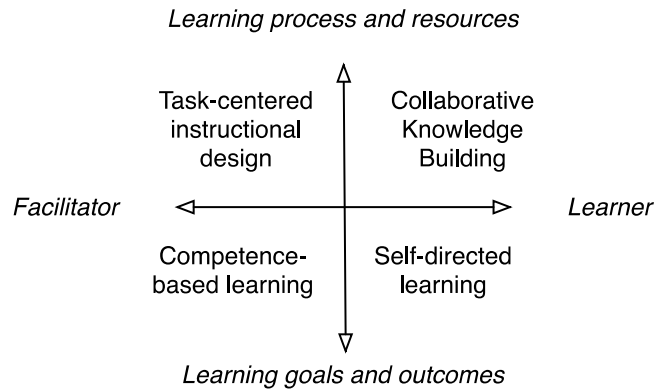 Learning process and resources
Task-centered
instructional
design
Collaborative
Knowledge
Building
Facilitator
Learner
Competence-
based learning
Self-directed
learning
Learning goals and outcomes